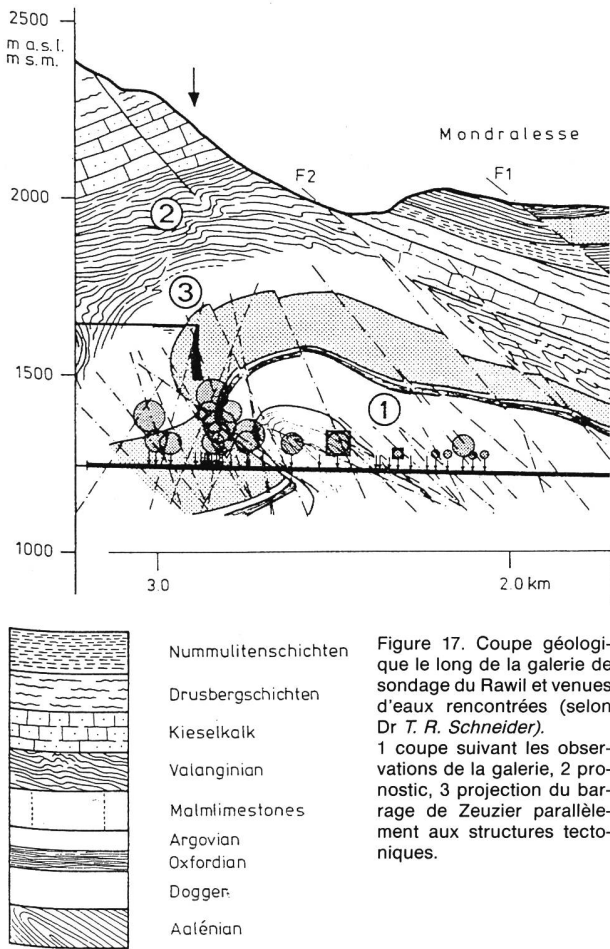 2500
m a.s.l.
m s.m.
Mondralesse
F2
F1
2000
2
3
1500
1
1000
3.0
2.0 km
Nummulitenschichten
Drusbergschichten
Kieselkalk
Valanginian
Malmlimestones
Argovian
Oxfordian
Dogger
Aalénian
Figure 17. Coupe géologi-
que le long de la galerie de
sondage du Rawil et venues
d'eaux rencontrées (selon
Dr T. R. Schneider).
1 coupe suivant les obser-
vations de la galerie, 2 pro-
nostic, 3 projection du bar-
rage de Zeuzier parallèle-
ment aux structures tecto-
niques.